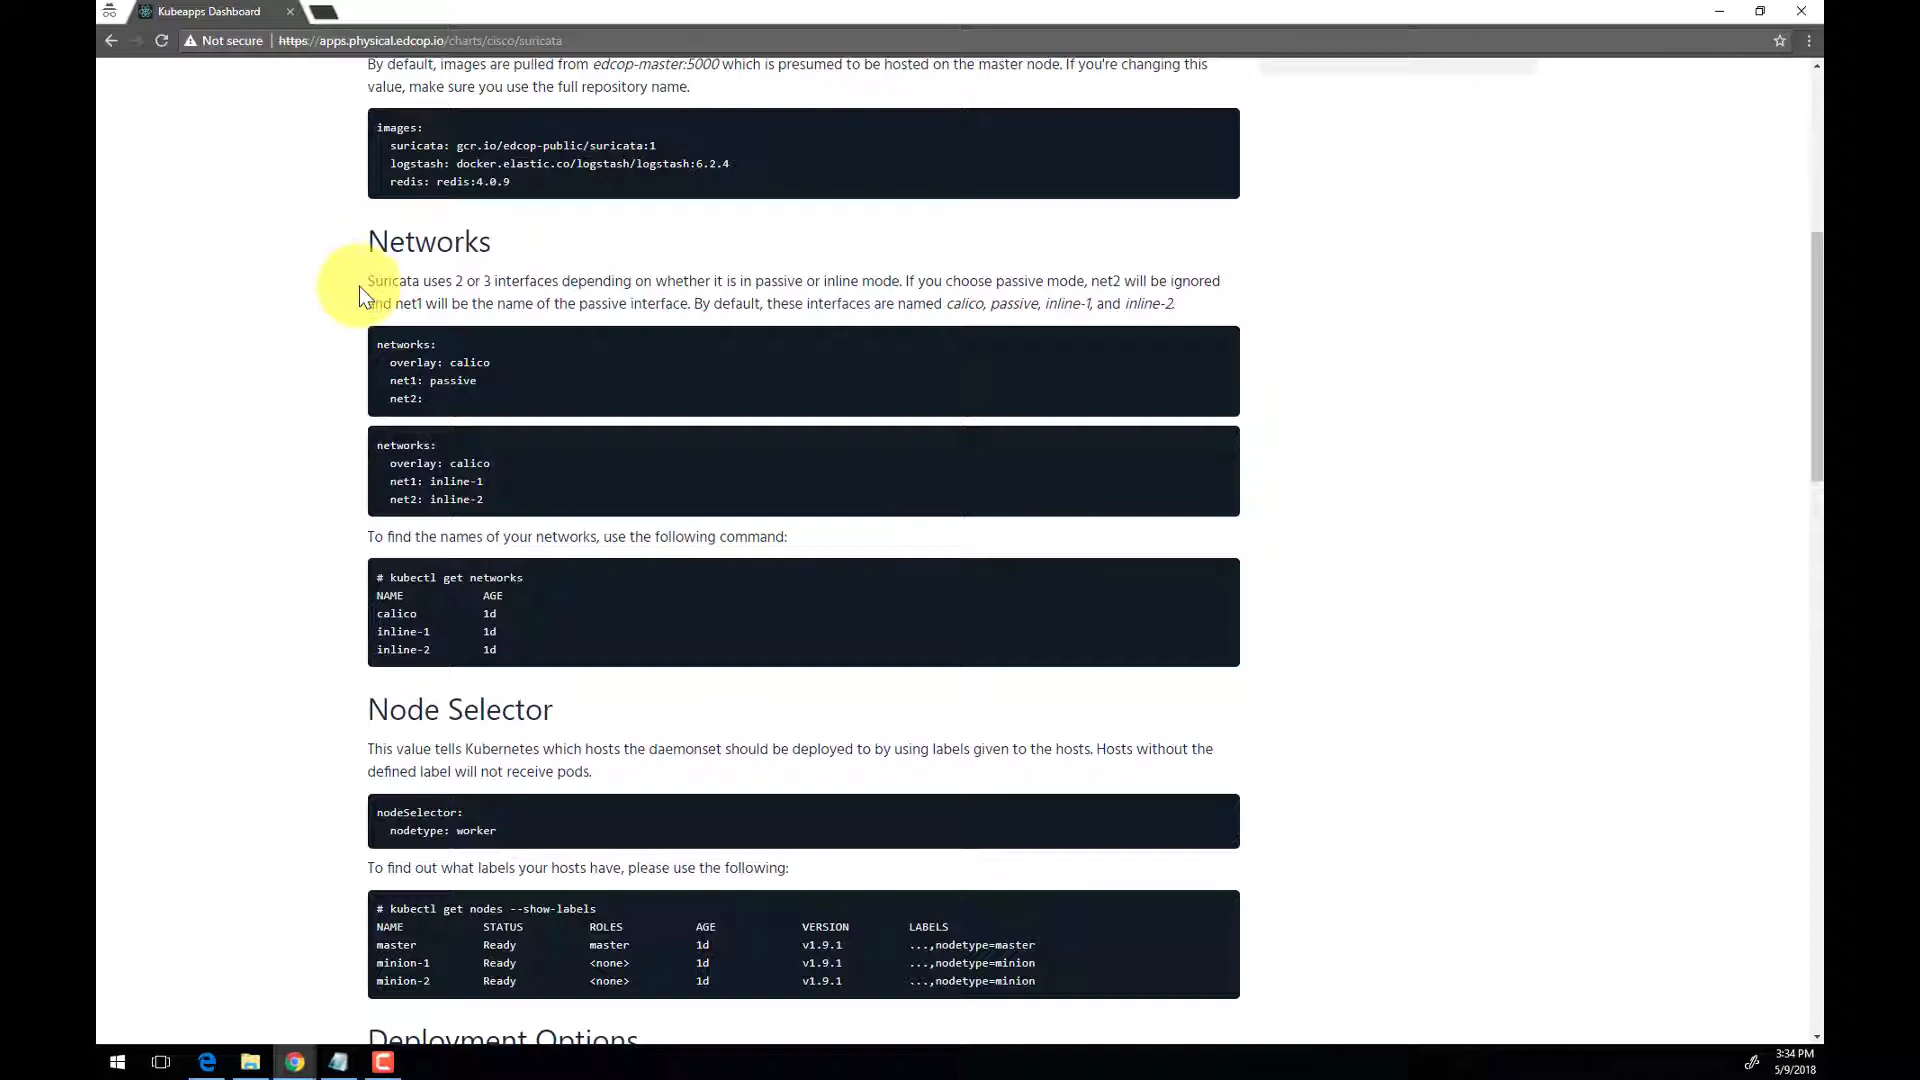 Kubeapps Dashboard
Not secure | https://apps.physical.edcop.io/charts/cisco/suricata
By default, images are pulled from edcop-master:5000 which is presumed to be hosted on the master node. If you're changing this
value, make sure you use the full repository name.
images:
suricata: gcr.io/edcop-public/suricata:1
logstash: docker.elastic.co/logstash/logstash:6.2.4
redis: redis:4.0.9
Networks
Suricata uses 2 or 3 interfaces depending on whether it is in passive or inline mode. If you choose passive mode, net2 will be ignored
and net1 will be the name of the passive interface. By default, these interfaces are named calico, passive, inline-1, and inline-2.
networks:
overlay: calico
net1: passive
net2:
networks:
overlay: calico
net1: inline-1
net2: inline-2
To find the names of your networks, use the following command:
# kubectl get networks
NAME AGE
calico 1d
inline-1 1d
inline-2 1d
Node Selector
This value tells Kubernetes which hosts the daemonset should be deployed to by using labels given to the hosts. Hosts without the
defined label will not receive pods.
nodeSelector:
nodetype: worker
To find out what labels your hosts have, please use the following:
# kubectl get nodes --show-labels
NAME STATUS ROLES AGE VERSION LABELS
master Ready master 1d v1.9.1 ...,nodetype=master
minion-1 Ready <none> 1d v1.9.1 ...,nodetype=minion
minion-2 Ready <none> 1d v1.9.1 ...,nodetype=minion
Deployment Options
3:34 PM
5/9/2018